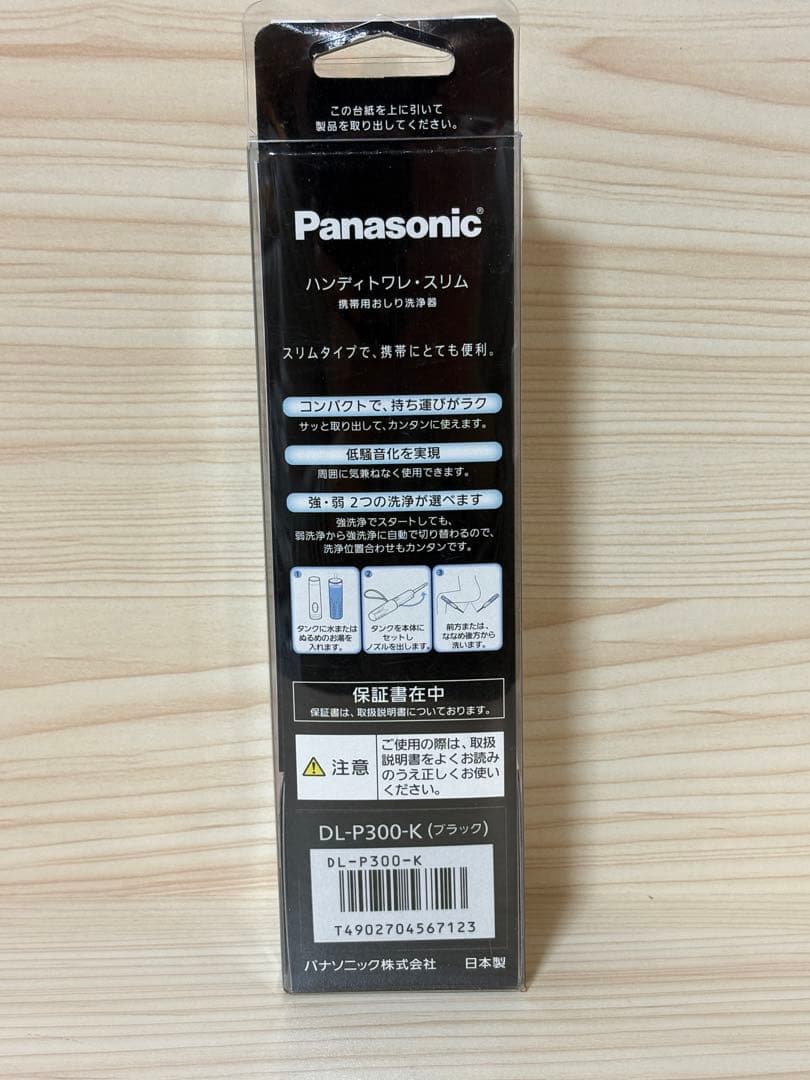 この台紙を上に引いて
製品を取り出してください。
Panasonic®
ハンディトワレ・スリム
携帯用おしり洗浄器
スリムタイプで、携帯にとても便利。
コンパクトで、持ち運びがラク
サッと取り出して、カンタンに使えます。
低騒音化を実現
周囲に気兼ねなく使用できます。
強・弱 2つの洗浄が選べます
強洗浄でスタートしても、
弱洗浄から強洗浄に自動で切り替わるので、
洗浄位置合わせもカンタンです。
1
タンクに水または
ぬるめのお湯を
入れます。
2
タンクを本体に
セットし
ノズルを出します。
3
前方または、
ななめ後方から
洗います。
保証書在中
保証書は、取扱説明書についております。
注意
ご使用の際は、取扱
説明書をよくお読み
のうえ正しくお使い
ください。
DL-P300-K (ブラック)
DL-P300-K
T4902704567123
パナソニック株式会社 日本製